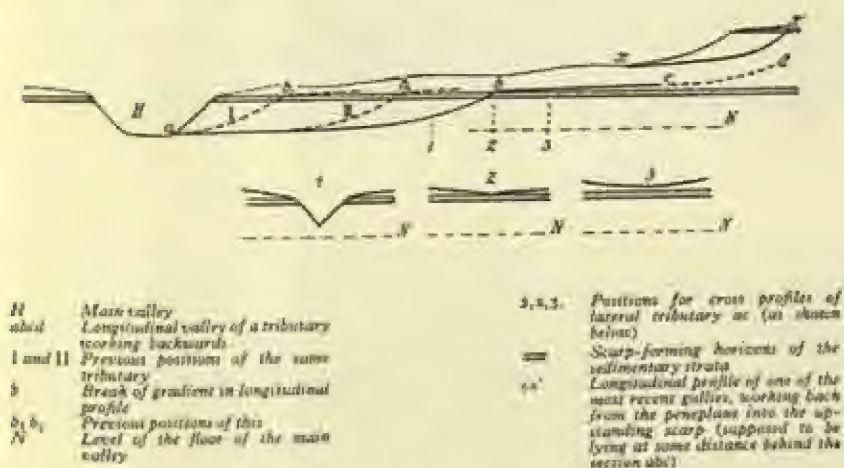 H
I
II
a
b
c
d
N
1
2
3
1
2
3
N
N
N
H Main valley
abcd Longitudinal valley of a tributary
working backwards
I and II Previous positions of the same
tributary
b Break of gradient in longitudinal
profile
b₁ b₂ Previous positions of this
N Level of the floor of the main
valley
Positions for cross profiles of
lateral tributary ac (as shown
below)
Scarp-forming horizons of the
sedimentary strata
Longitudinal profile of one of the
most recent gullies, working back
from the peneplane into the up-
standing scarp (supposed to be
lying at some distance behind the
section abc)